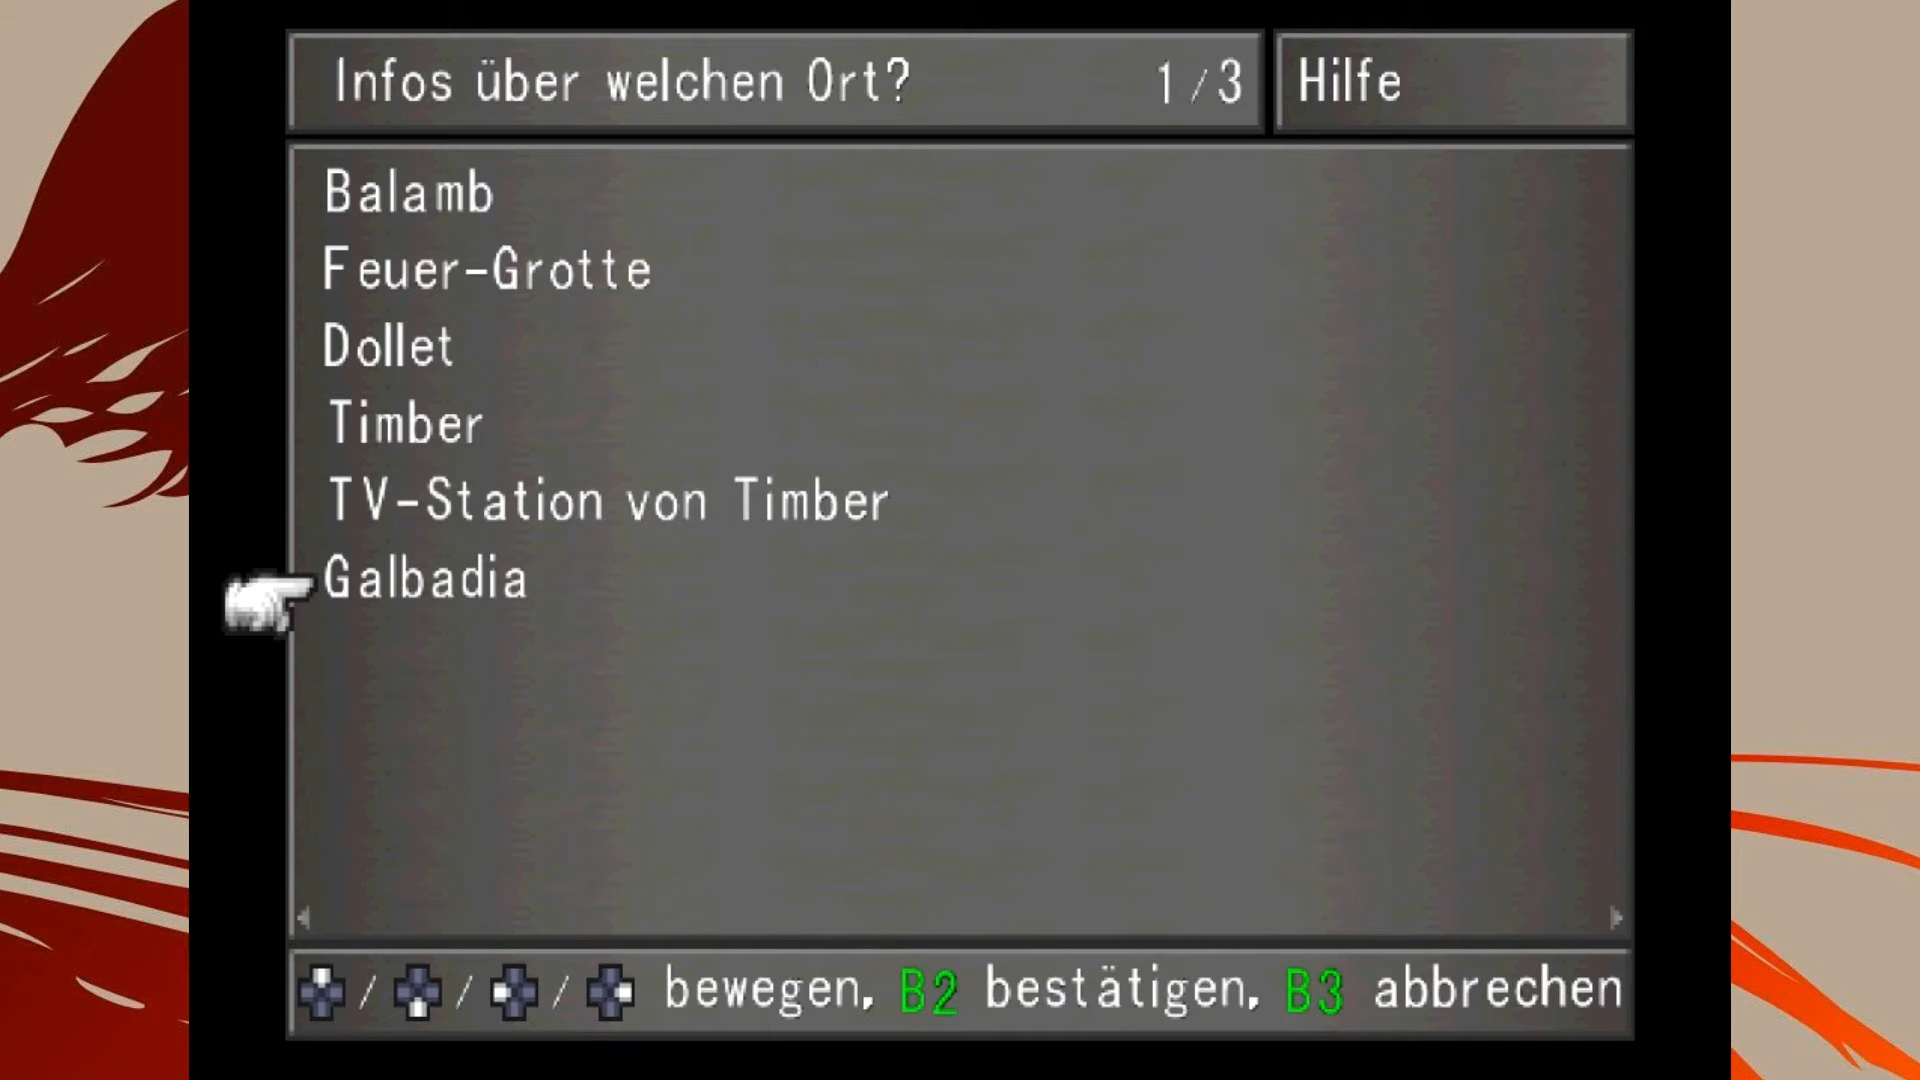 Infos über welchen Ort? 1/3
Hilfe
Balamb
Feuer-Grotte
Dollet
Timber
TV-Station von Timber
Galbadia
/ / / bewegen, B2 bestätigen, B3 abbrechen